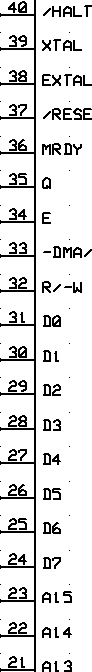 40 /HALT
39 XTAL
38 EXTAL
37 /RESE
36 MRDY
35 Q
34 E
33 -DMA/
32 R/-W
31 D0
30 D1
29 D2
28 D3
27 D4
26 D5
25 D6
24 D7
23 A15
22 A14
21 A13